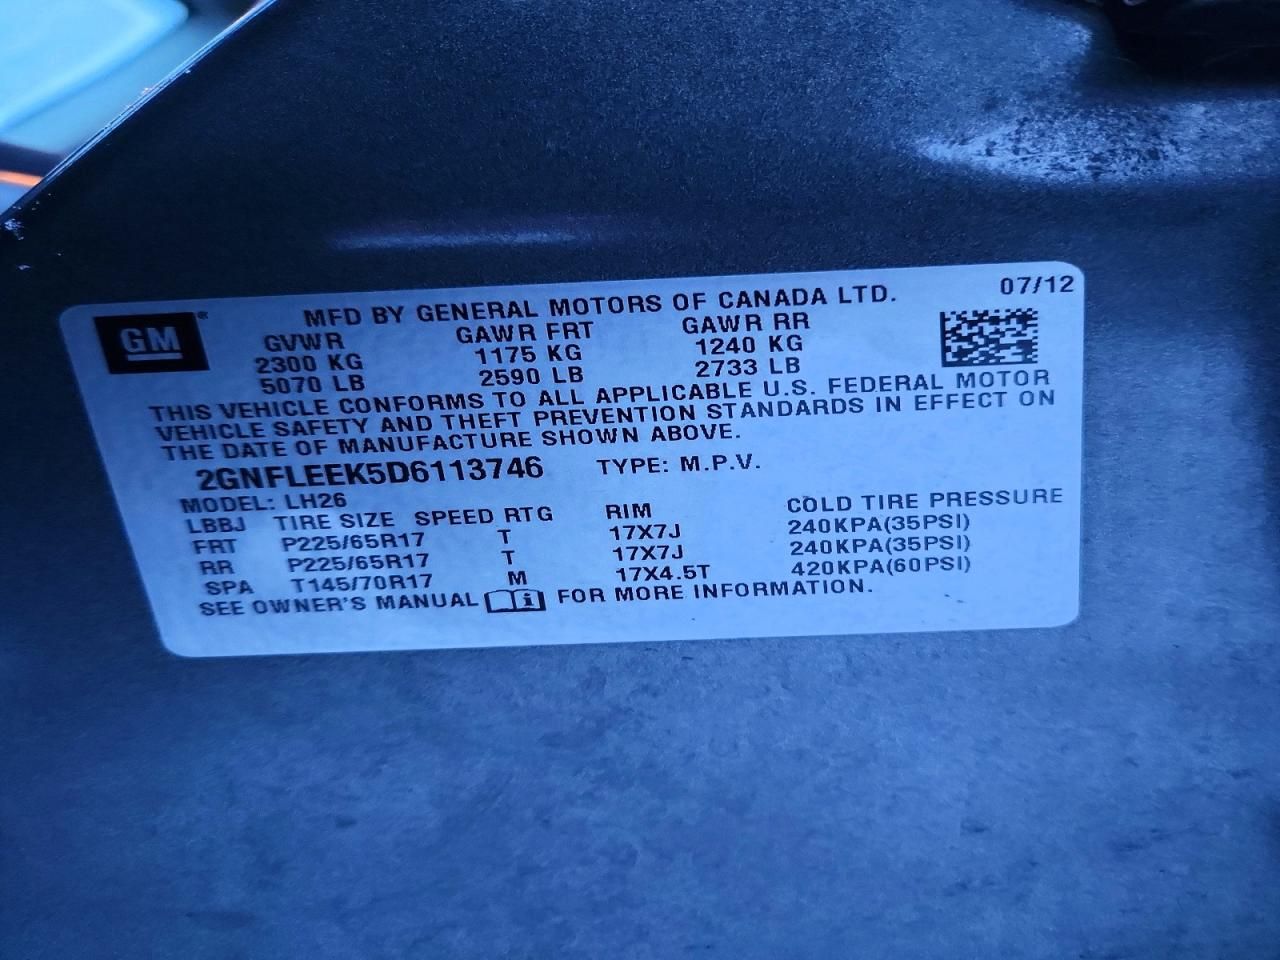 07/12
GM®
MFD BY GENERAL MOTORS OF CANADA LTD.
GVWR GAWR FRT GAWR RR
2300 KG 1175 KG 1240 KG
5070 LB 2590 LB 2733 LB
THIS VEHICLE CONFORMS TO ALL APPLICABLE U.S. FEDERAL MOTOR
VEHICLE SAFETY AND THEFT PREVENTION STANDARDS IN EFFECT ON
THE DATE OF MANUFACTURE SHOWN ABOVE.
2GNFLEEK5D6113746 TYPE: M.P.V.
MODEL: LH26
LBBJ TIRE SIZE SPEED RTG RIM COLD TIRE PRESSURE
FRT P225/65R17 T 17X7J 240KPA(35PSI)
RR P225/65R17 T 17X7J 240KPA(35PSI)
SPA T145/70R17 M 17X4.5T 420KPA(60PSI)
SEE OWNER'S MANUAL i FOR MORE INFORMATION.